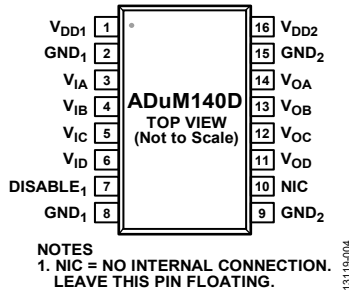 VDD1 1 16 VDD2
GND1 2 15 GND2
VIA 3 14 VOA
VIB 4 ADuM140D 13 VOB
TOP VIEW
VIC 5 (Not to Scale) 12 VOC
VID 6 11 VOD
DISABLE1 7 10 NIC
GND1 8 9 GND2
NOTES
1. NIC = NO INTERNAL CONNECTION.
LEAVE THIS PIN FLOATING.
13119-004